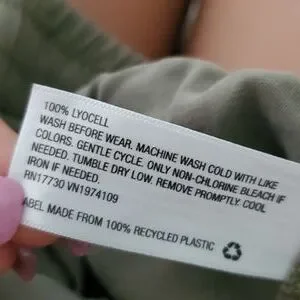 100% LYOCELL
WASH BEFORE WEAR. MACHINE WASH COLD WITH LIKE
COLORS. GENTLE CYCLE. ONLY NON-CHLORINE BLEACH IF
NEEDED. TUMBLE DRY LOW. REMOVE PROMPTLY. COOL
IRON IF NEEDED.
RN17730 VN1974109
ABEL MADE FROM 100% RECYCLED PLASTIC